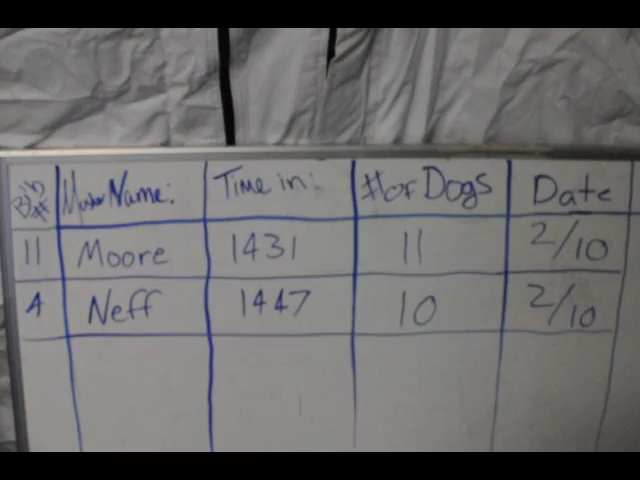 Bib # Musher Name: Time in: # of Dogs Date
11 Moore 1431 11 2/10
4 Neff 1447 10 2/10